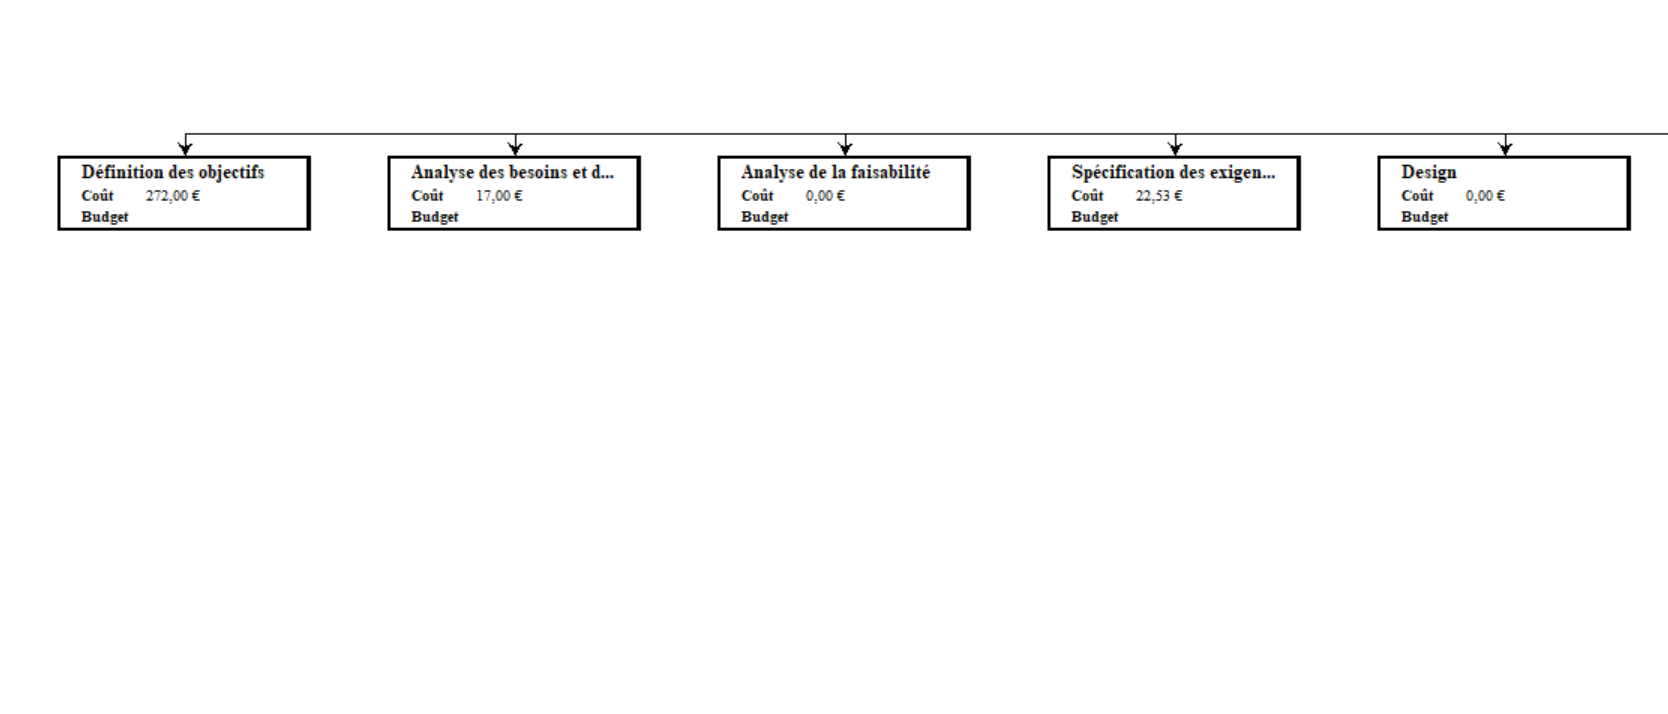 Définition des objectifs
Coût 272,00 €
Budget
Analyse des besoins et d...
Coût 17,00 €
Budget
Analyse de la faisabilité
Coût 0,00 €
Budget
Spécification des exigen...
Coût 22,53 €
Budget
Design
Coût 0,00 €
Budget